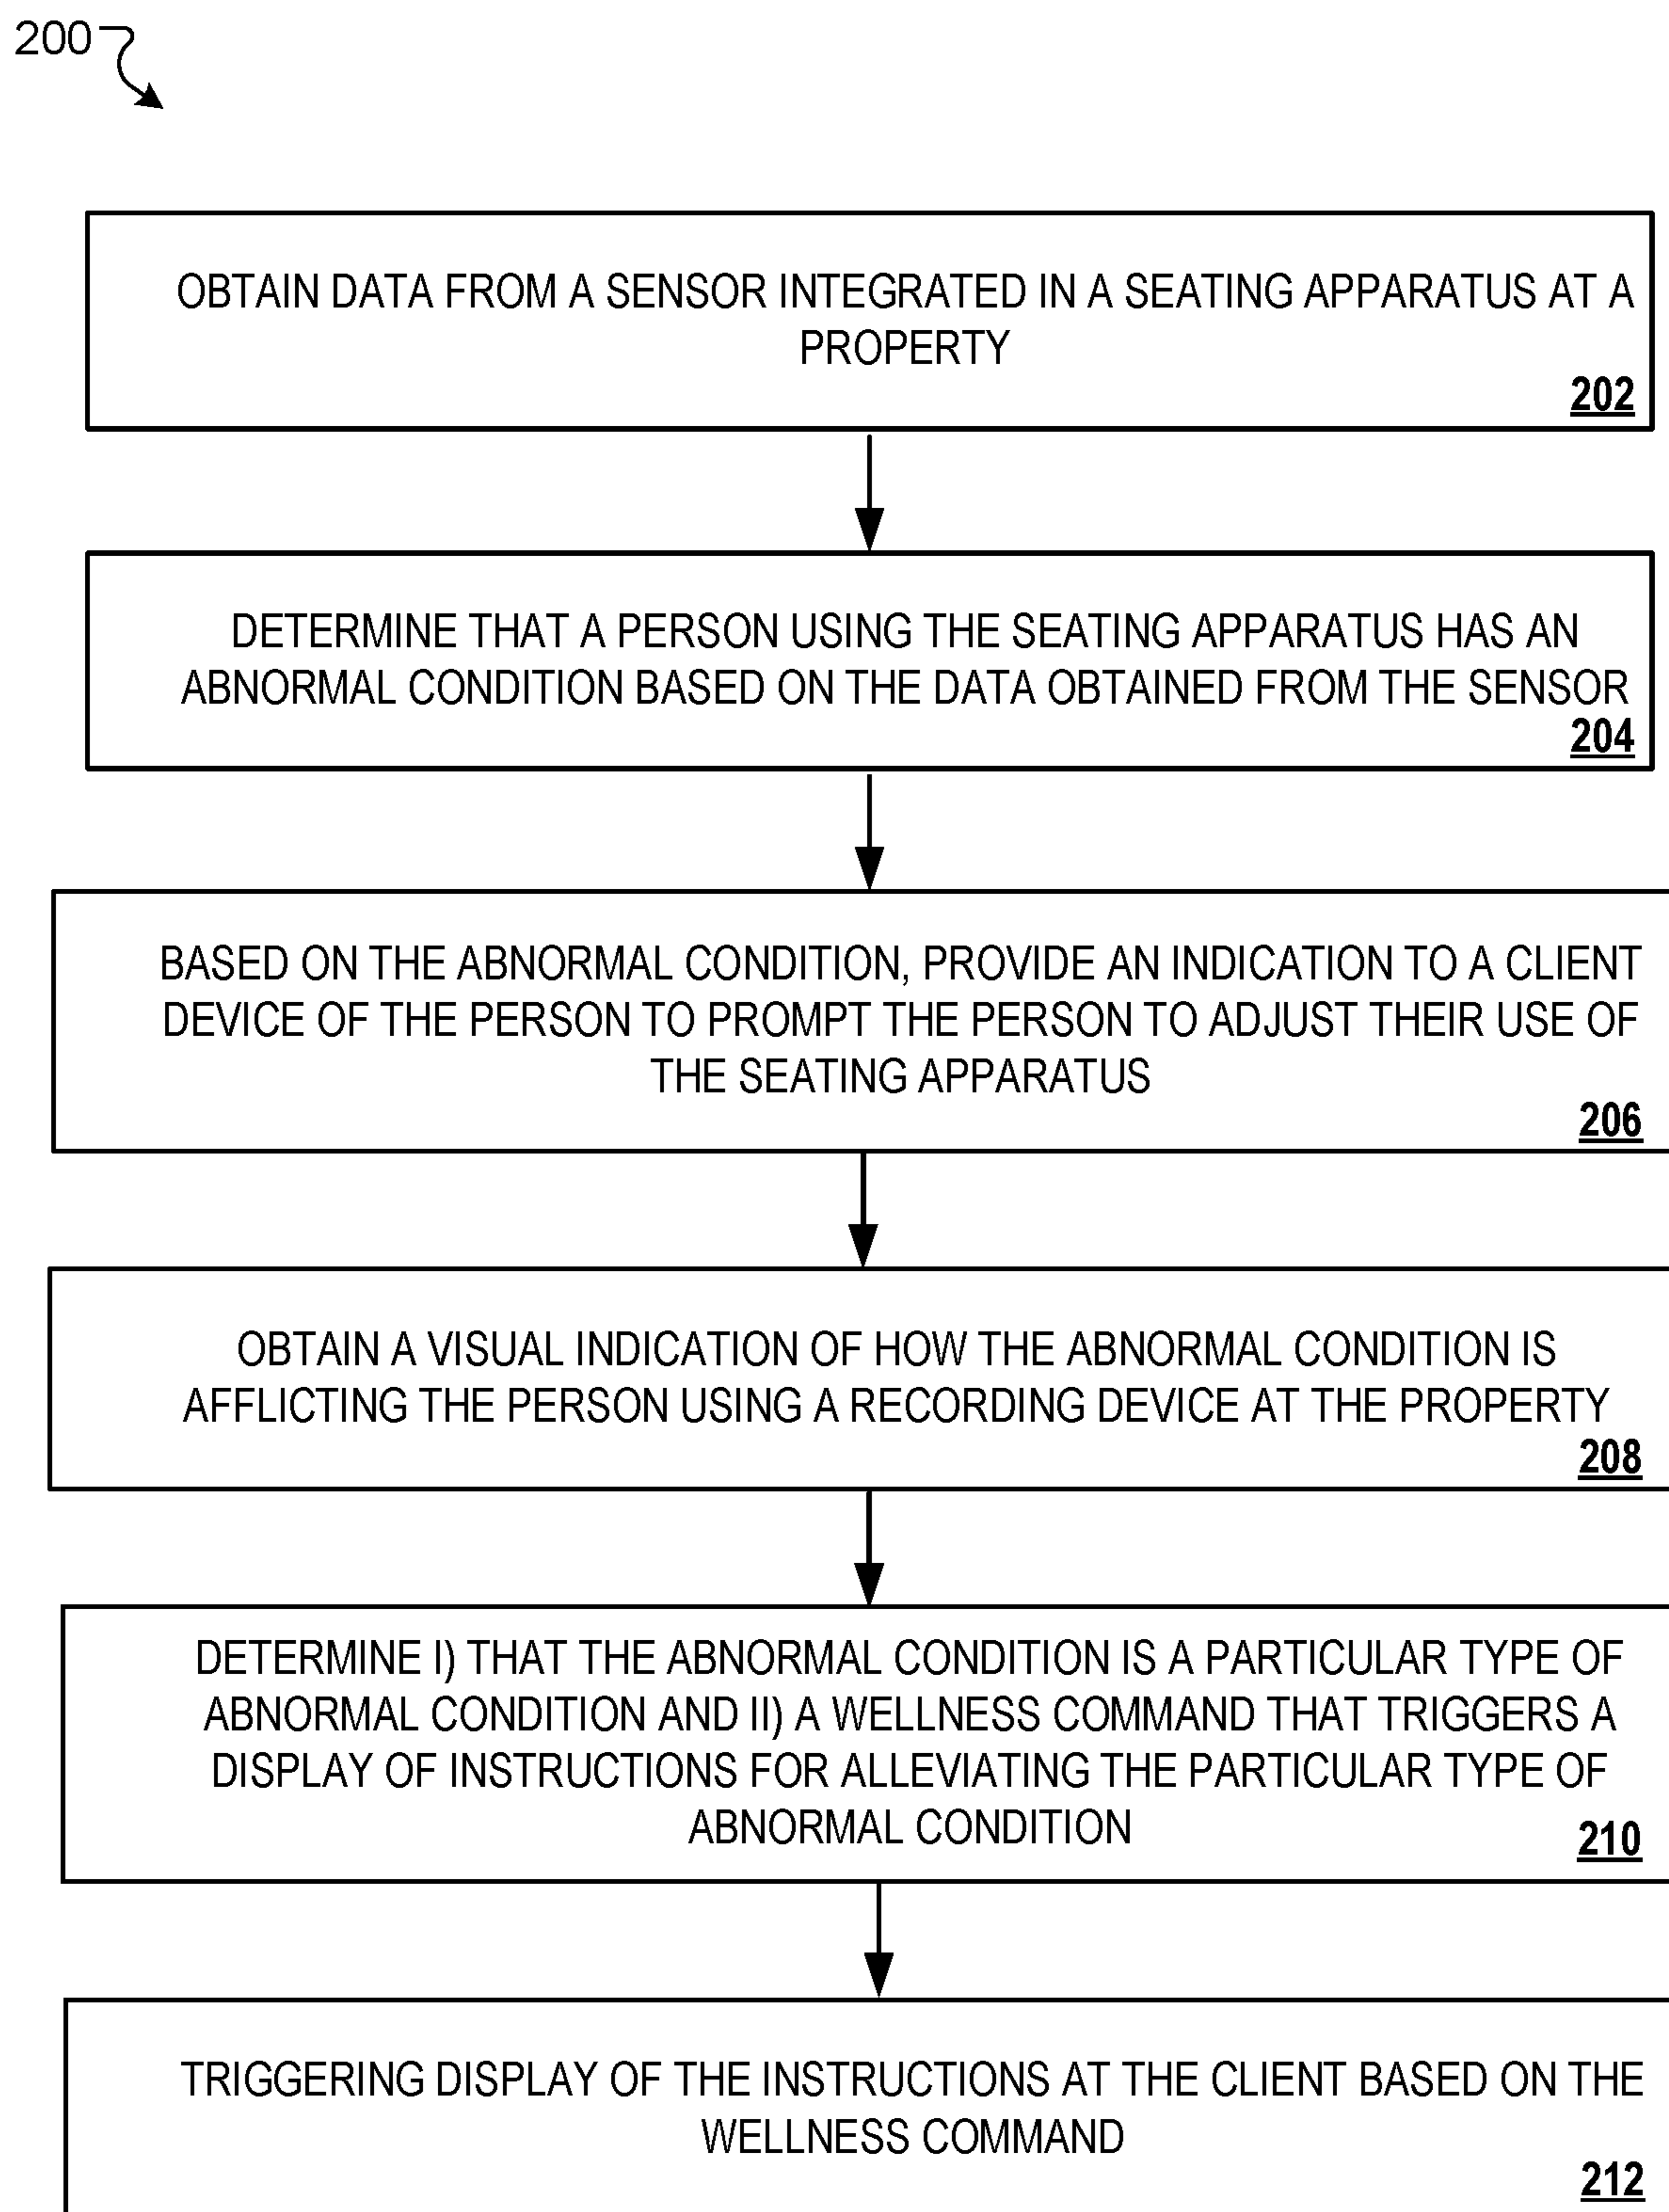 200
OBTAIN DATA FROM A SENSOR INTEGRATED IN A SEATING APPARATUS AT A
PROPERTY
202
DETERMINE THAT A PERSON USING THE SEATING APPARATUS HAS AN
ABNORMAL CONDITION BASED ON THE DATA OBTAINED FROM THE SENSOR
204
BASED ON THE ABNORMAL CONDITION, PROVIDE AN INDICATION TO A CLIENT
DEVICE OF THE PERSON TO PROMPT THE PERSON TO ADJUST THEIR USE OF
THE SEATING APPARATUS
206
OBTAIN A VISUAL INDICATION OF HOW THE ABNORMAL CONDITION IS
AFFLICTING THE PERSON USING A RECORDING DEVICE AT THE PROPERTY
208
DETERMINE I) THAT THE ABNORMAL CONDITION IS A PARTICULAR TYPE OF
ABNORMAL CONDITION AND II) A WELLNESS COMMAND THAT TRIGGERS A
DISPLAY OF INSTRUCTIONS FOR ALLEVIATING THE PARTICULAR TYPE OF
ABNORMAL CONDITION
210
TRIGGERING DISPLAY OF THE INSTRUCTIONS AT THE CLIENT BASED ON THE
WELLNESS COMMAND
212